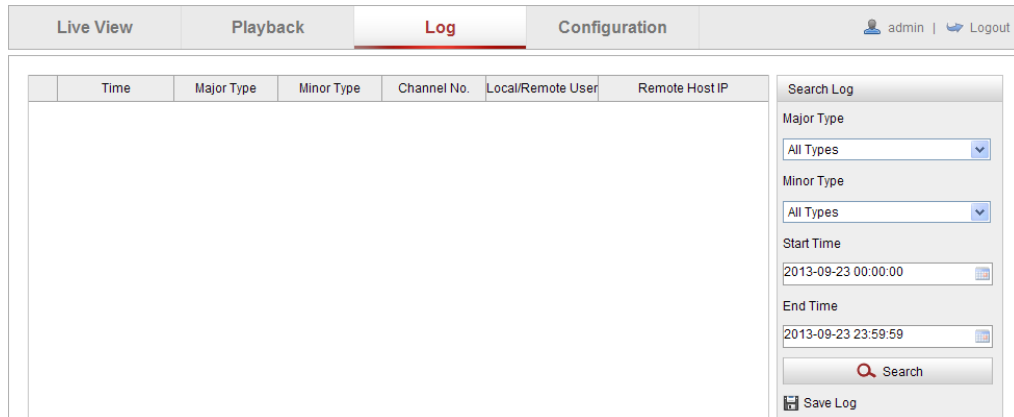 Live View Playback Log Configuration admin | Logout
Time Major Type Minor Type Channel No. Local/Remote User Remote Host IP
Search Log
Major Type
All Types
Minor Type
All Types
Start Time
2013-09-23 00:00:00
End Time
2013-09-23 23:59:59
Search
Save Log